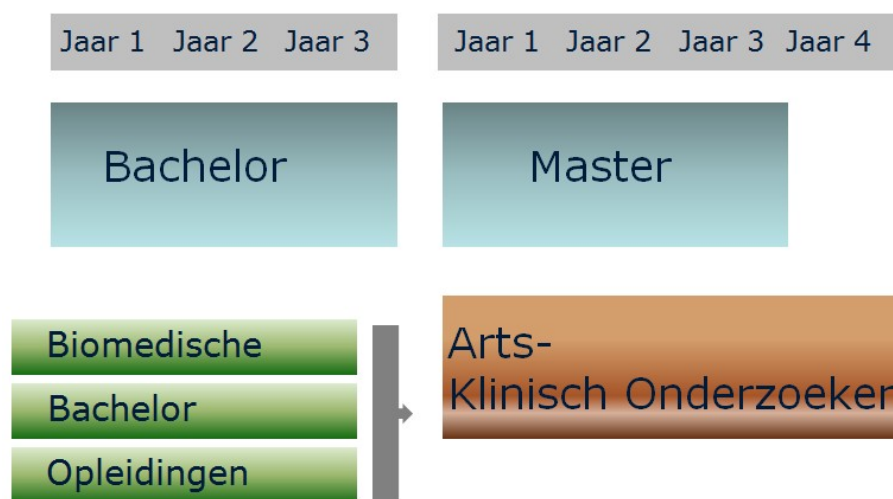 Jaar 1 Jaar 2 Jaar 3
Jaar 1 Jaar 2 Jaar 3 Jaar 4
Bachelor
Master
Biomedische
Bachelor
Opleidingen
Arts-
Klinisch Onderzoeker